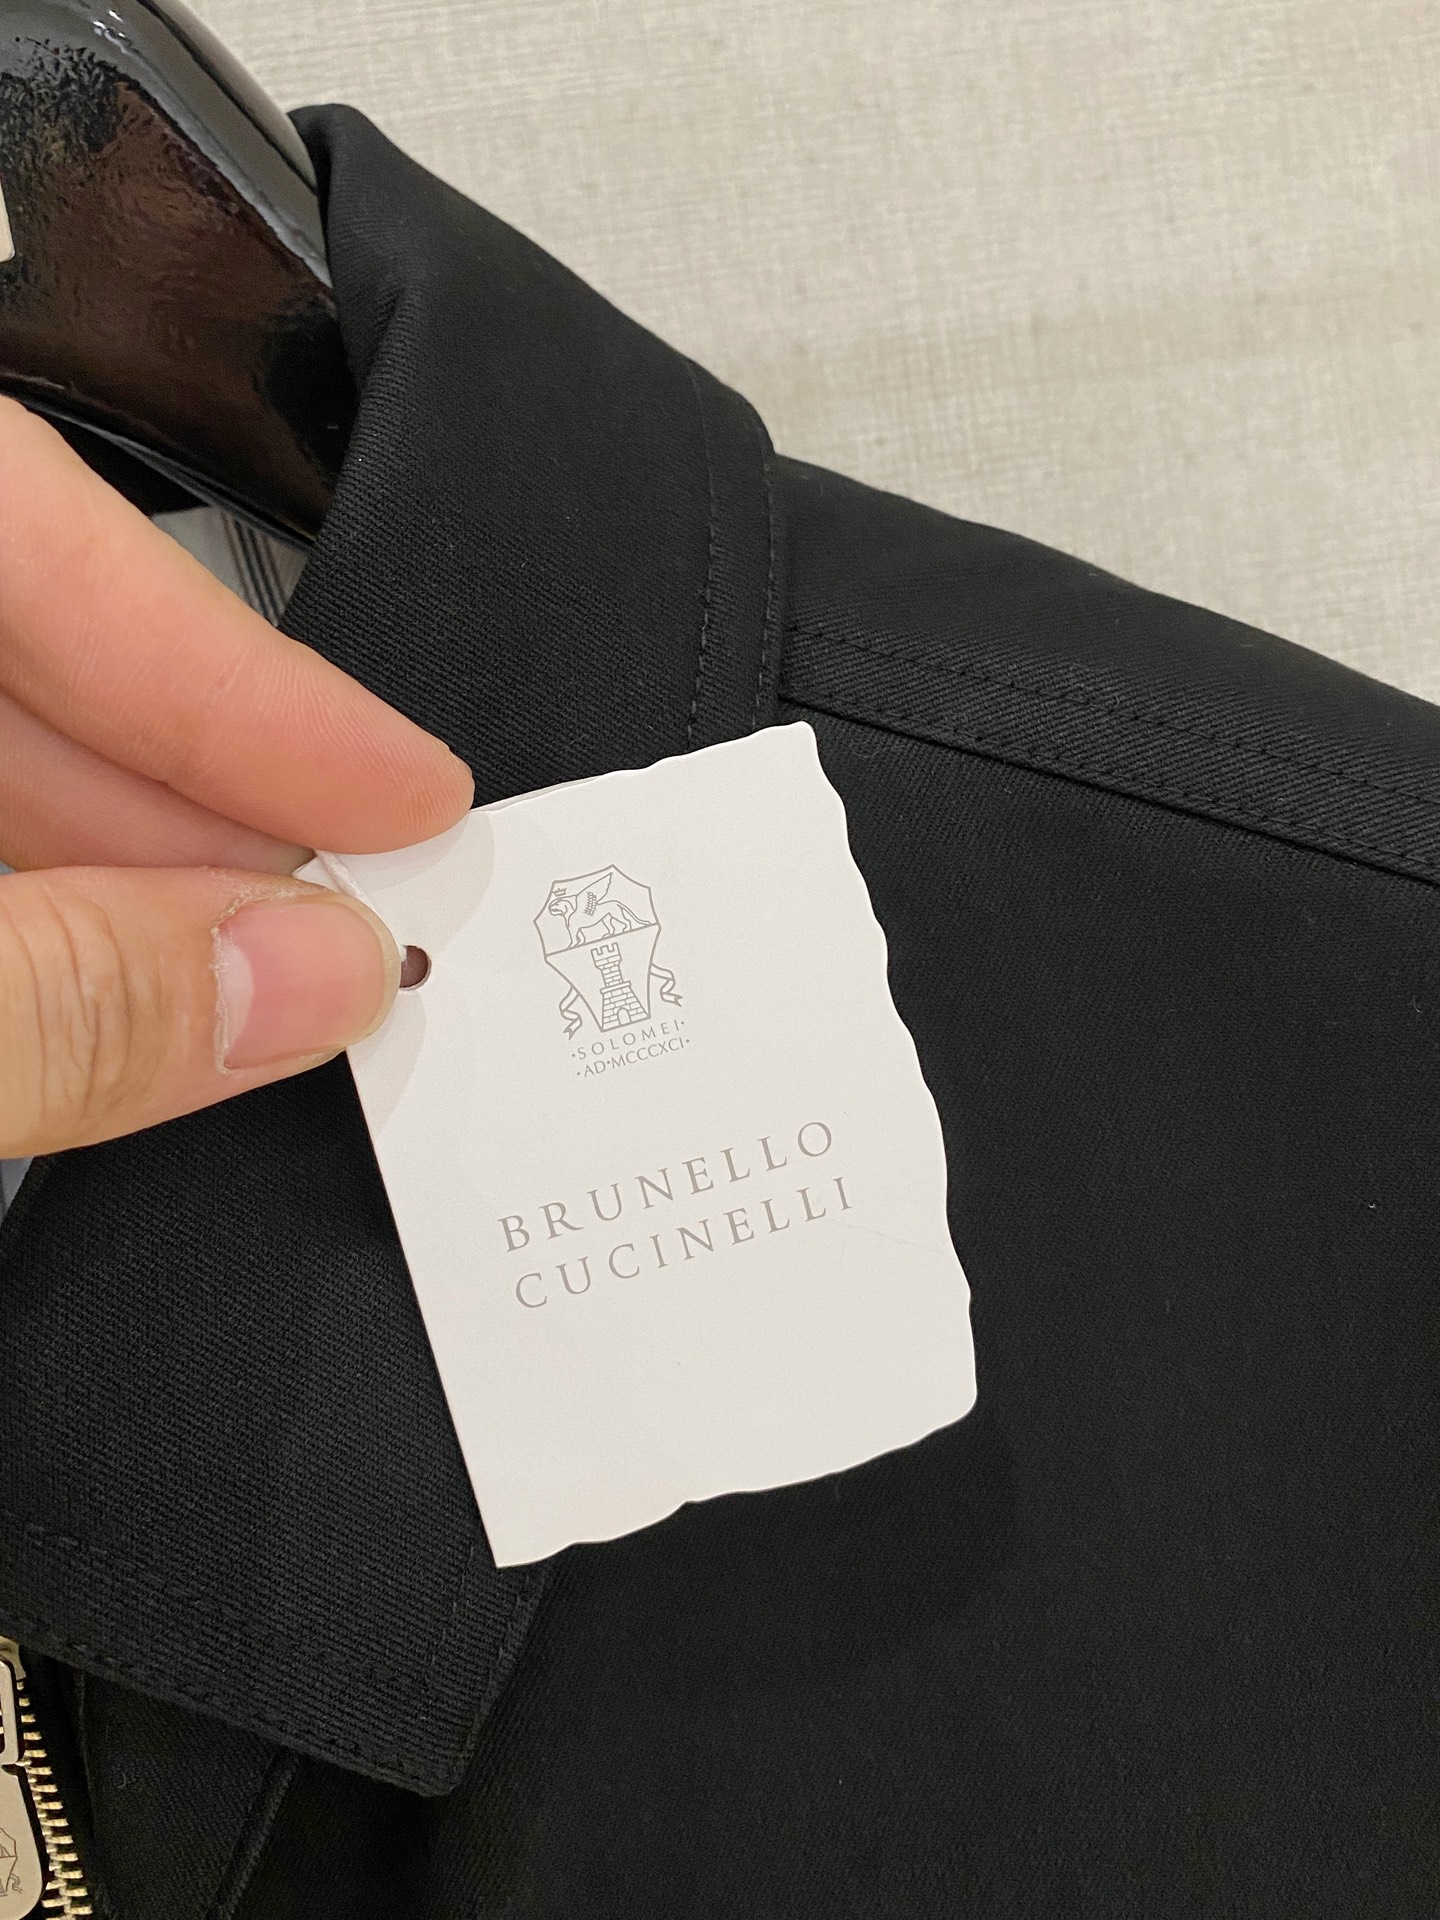 ·SOLOMEI·
·AD·MCCCXCI·
BRUNELLO
CUCINELLI